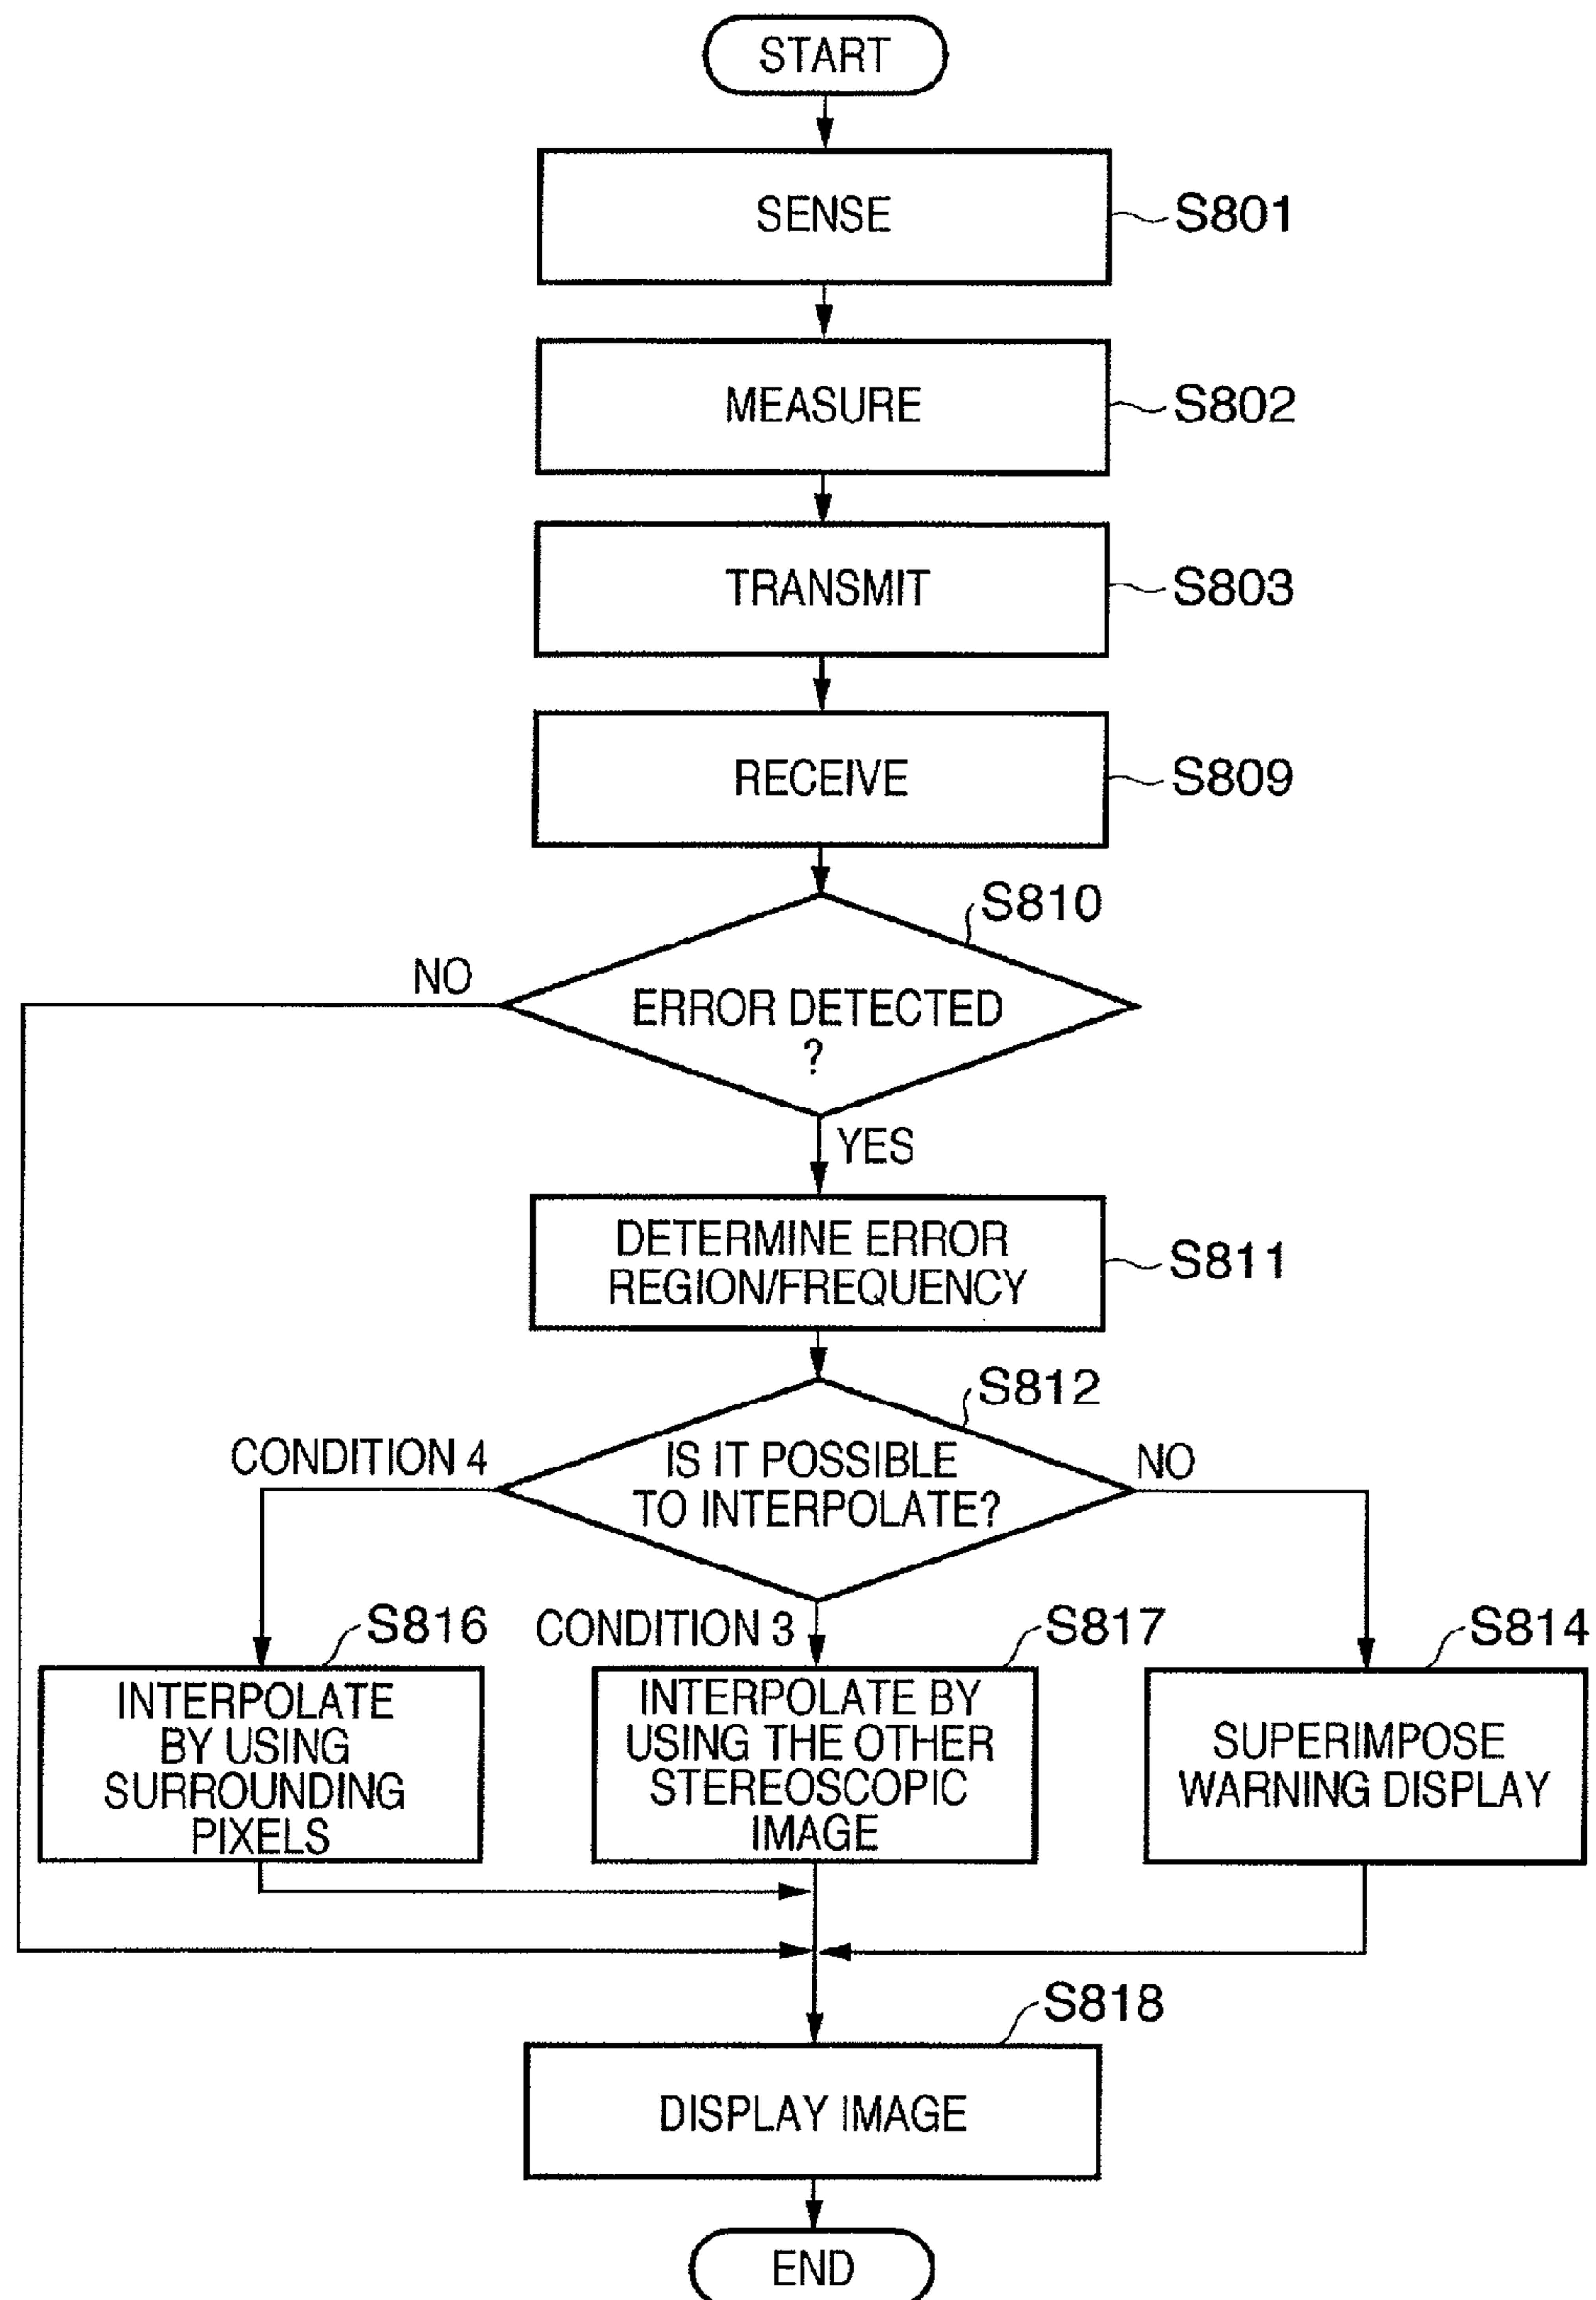 START
SENSE
S801
MEASURE
S802
TRANSMIT
S803
RECEIVE
S809
S810
NO
ERROR DETECTED
?
YES
DETERMINE ERROR
REGION/FREQUENCY
S811
S812
CONDITION 4
IS IT POSSIBLE
TO INTERPOLATE?
NO
S816
CONDITION 3
S817
S814
INTERPOLATE
BY USING
SURROUNDING
PIXELS
INTERPOLATE BY
USING THE OTHER
STEREOSCOPIC
IMAGE
SUPERIMPOSE
WARNING DISPLAY
S818
DISPLAY IMAGE
END